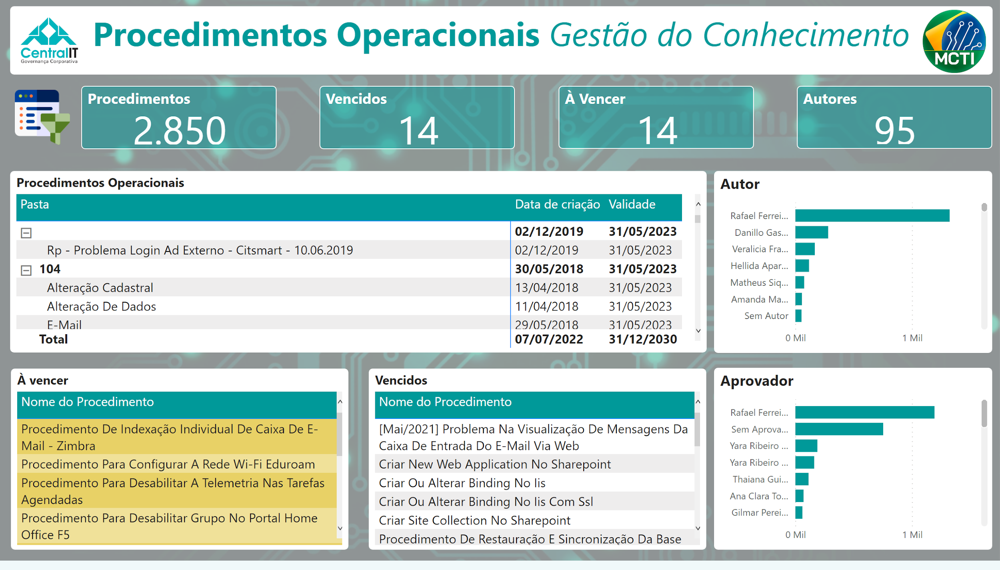 CentralIT
Governança Corporativa
Procedimentos Operacionais Gestão do Conhecimento
MCTI
Procedimentos
2.850
Vencidos
14
À Vencer
14
Autores
95
Procedimentos Operacionais
Pasta Data de criação Validade
02/12/2019 31/05/2023
Rp - Problema Login Ad Externo - Citsmart - 10.06.2019 02/12/2019 31/05/2023
104 30/05/2018 31/05/2023
Alteração Cadastral 13/04/2018 31/05/2023
Alteração De Dados 11/04/2018 31/05/2023
E-Mail 29/05/2018 31/05/2023
Total 07/07/2022 31/12/2030
Autor
Rafael Ferrei...
Danillo Gas...
Veralicia Fra...
Hellida Apar...
Matheus Siq...
Amanda Ma...
Sem Autor
0 Mil 1 Mil
À vencer
Nome do Procedimento
Procedimento De Indexação Individual De Caixa De E-
Mail - Zimbra
Procedimento Para Configurar A Rede Wi-Fi Eduroam
Procedimento Para Desabilitar A Telemetria Nas Tarefas
Agendadas
Procedimento Para Desabilitar Grupo No Portal Home
Office F5
Vencidos
Nome do Procedimento
[Mai/2021] Problema Na Visualização De Mensagens Da
Caixa De Entrada Do E-Mail Via Web
Criar New Web Application No Sharepoint
Criar Ou Alterar Binding No Iis
Criar Ou Alterar Binding No Iis Com Ssl
Criar Site Collection No Sharepoint
Procedimento De Restauração E Sincronização Da Base
Aprovador
Rafael Ferrei...
Sem Aprova...
Yara Ribeiro ...
Yara Ribeiro ...
Thaiana Gui...
Ana Clara To...
Gilmar Perei...
0 Mil 1 Mil